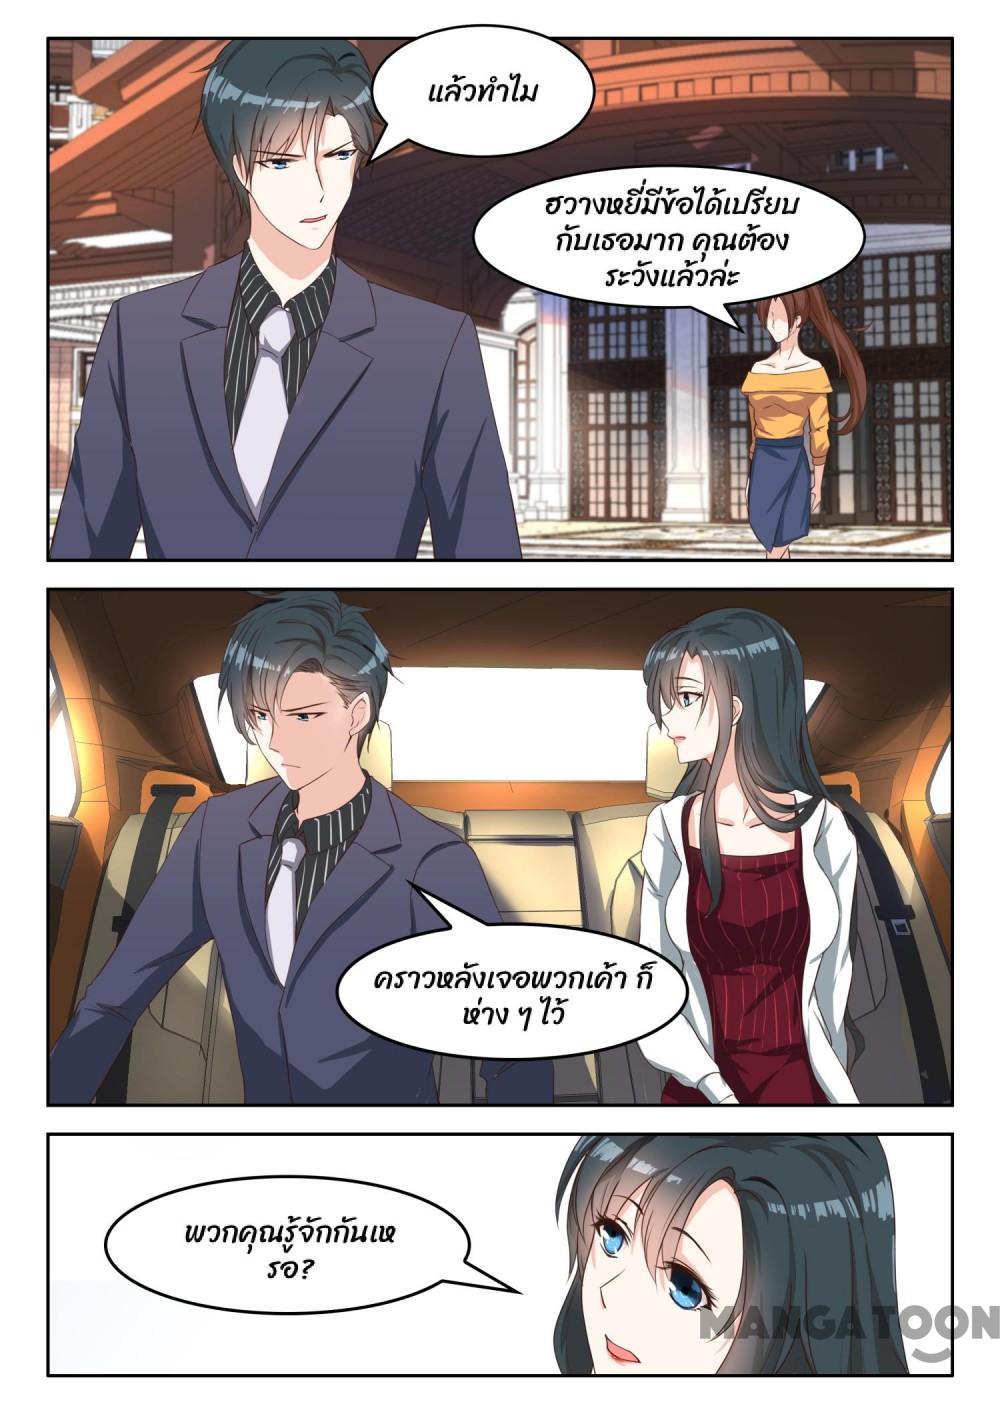 แล้วทำไม
ฮวางหยี่มีข้อได้เปรียบ
กับเธอมาก คุณต้อง
ระวังแล้วล่ะ
คราวหลังเจอพวกเค้า ก็
ห่าง ๆ ไว้
พวกคุณรู้จักกันเห
รอ?
MANGATOON